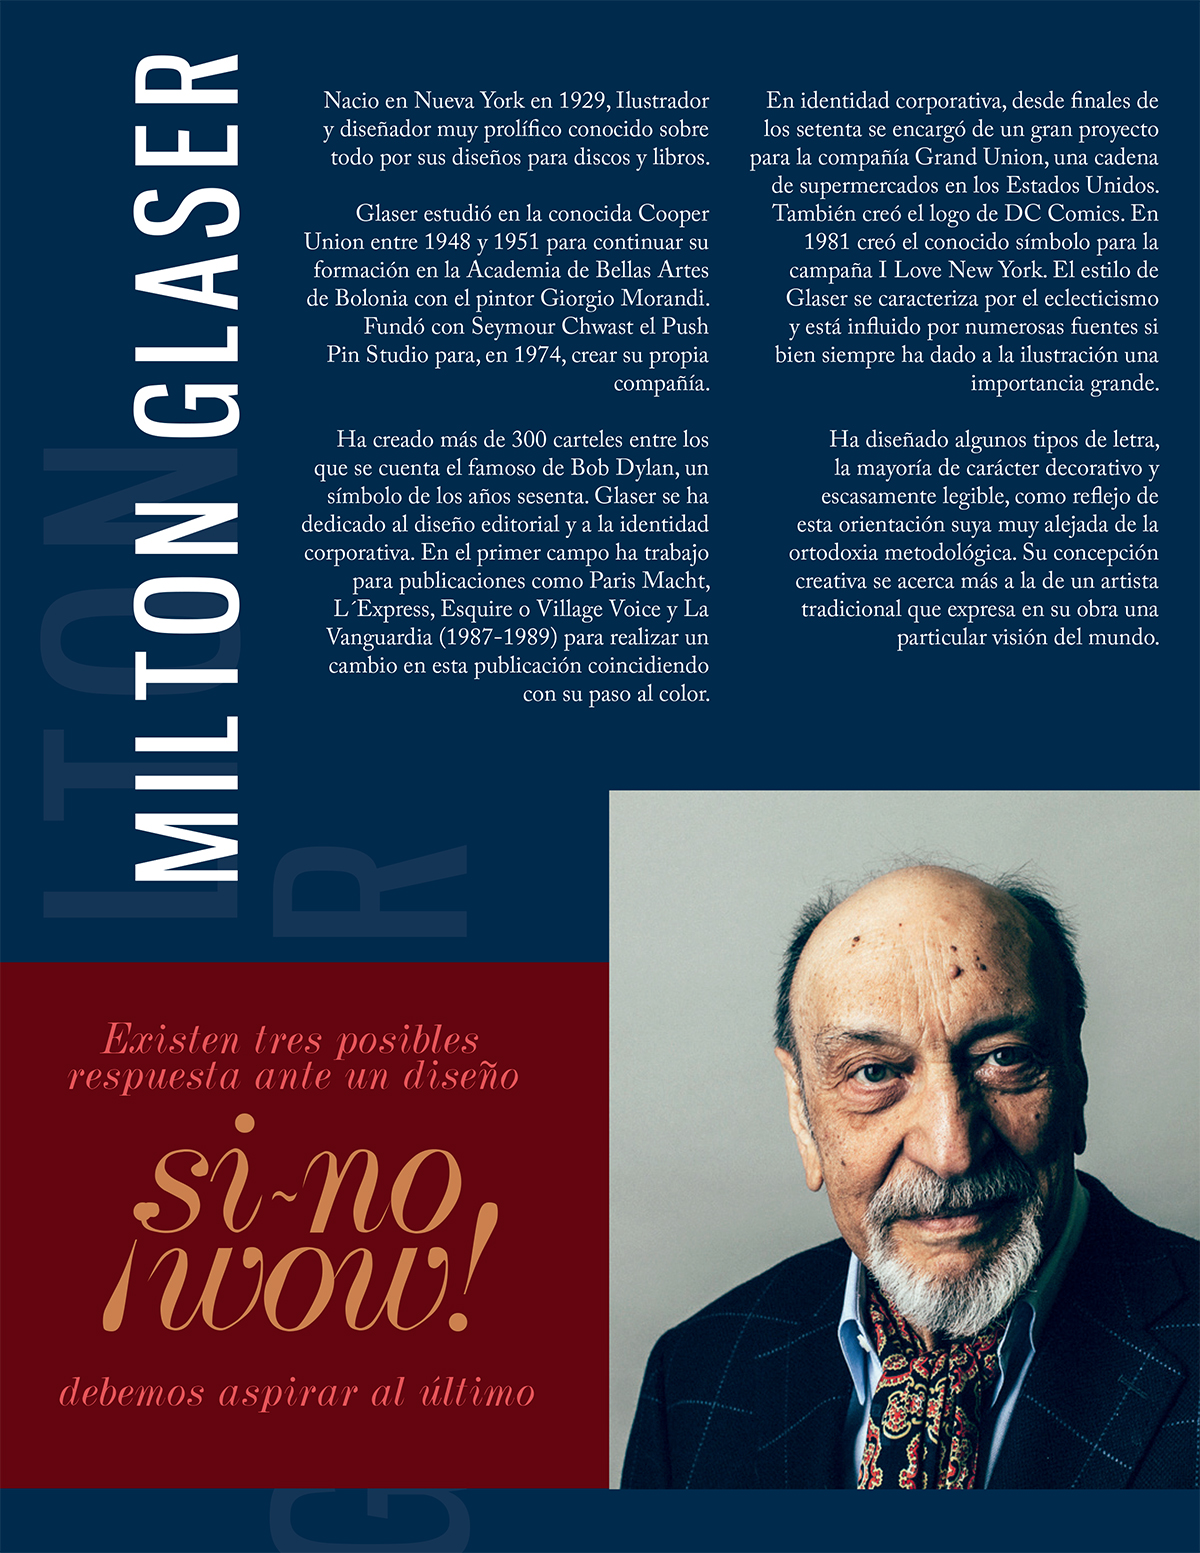 MILTON GLASER
Nacio en Nueva York en 1929, Ilustrador
y diseñador muy prolífico conocido sobre
todo por sus diseños para discos y libros.
Glaser estudió en la conocida Cooper
Union entre 1948 y 1951 para continuar su
formación en la Academia de Bellas Artes
de Bolonia con el pintor Giorgio Morandi.
Fundó con Seymour Chwast el Push
Pin Studio para, en 1974, crear su propia
compañía.
Ha creado más de 300 carteles entre los
que se cuenta el famoso de Bob Dylan, un
símbolo de los años sesenta. Glaser se ha
dedicado al diseño editorial y a la identidad
corporativa. En el primer campo ha trabajo
para publicaciones como Paris Macht,
L´Express, Esquire o Village Voice y La
Vanguardia (1987-1989) para realizar un
cambio en esta publicación coincidiendo
con su paso al color.
En identidad corporativa, desde finales de
los setenta se encargó de un gran proyecto
para la compañía Grand Union, una cadena
de supermercados en los Estados Unidos.
También creó el logo de DC Comics. En
1981 creó el conocido símbolo para la
campaña I Love New York. El estilo de
Glaser se caracteriza por el eclecticismo
y está influido por numerosas fuentes si
bien siempre ha dado a la ilustración una
importancia grande.
Ha diseñado algunos tipos de letra,
la mayoría de carácter decorativo y
escasamente legible, como reflejo de
esta orientación suya muy alejada de la
ortodoxia metodológica. Su concepción
creativa se acerca más a la de un artista
tradicional que expresa en su obra una
particular visión del mundo.
LTON
R
G
Existen tres posibles
respuesta ante un diseño
si~no
¡wow!
debemos aspirar al último